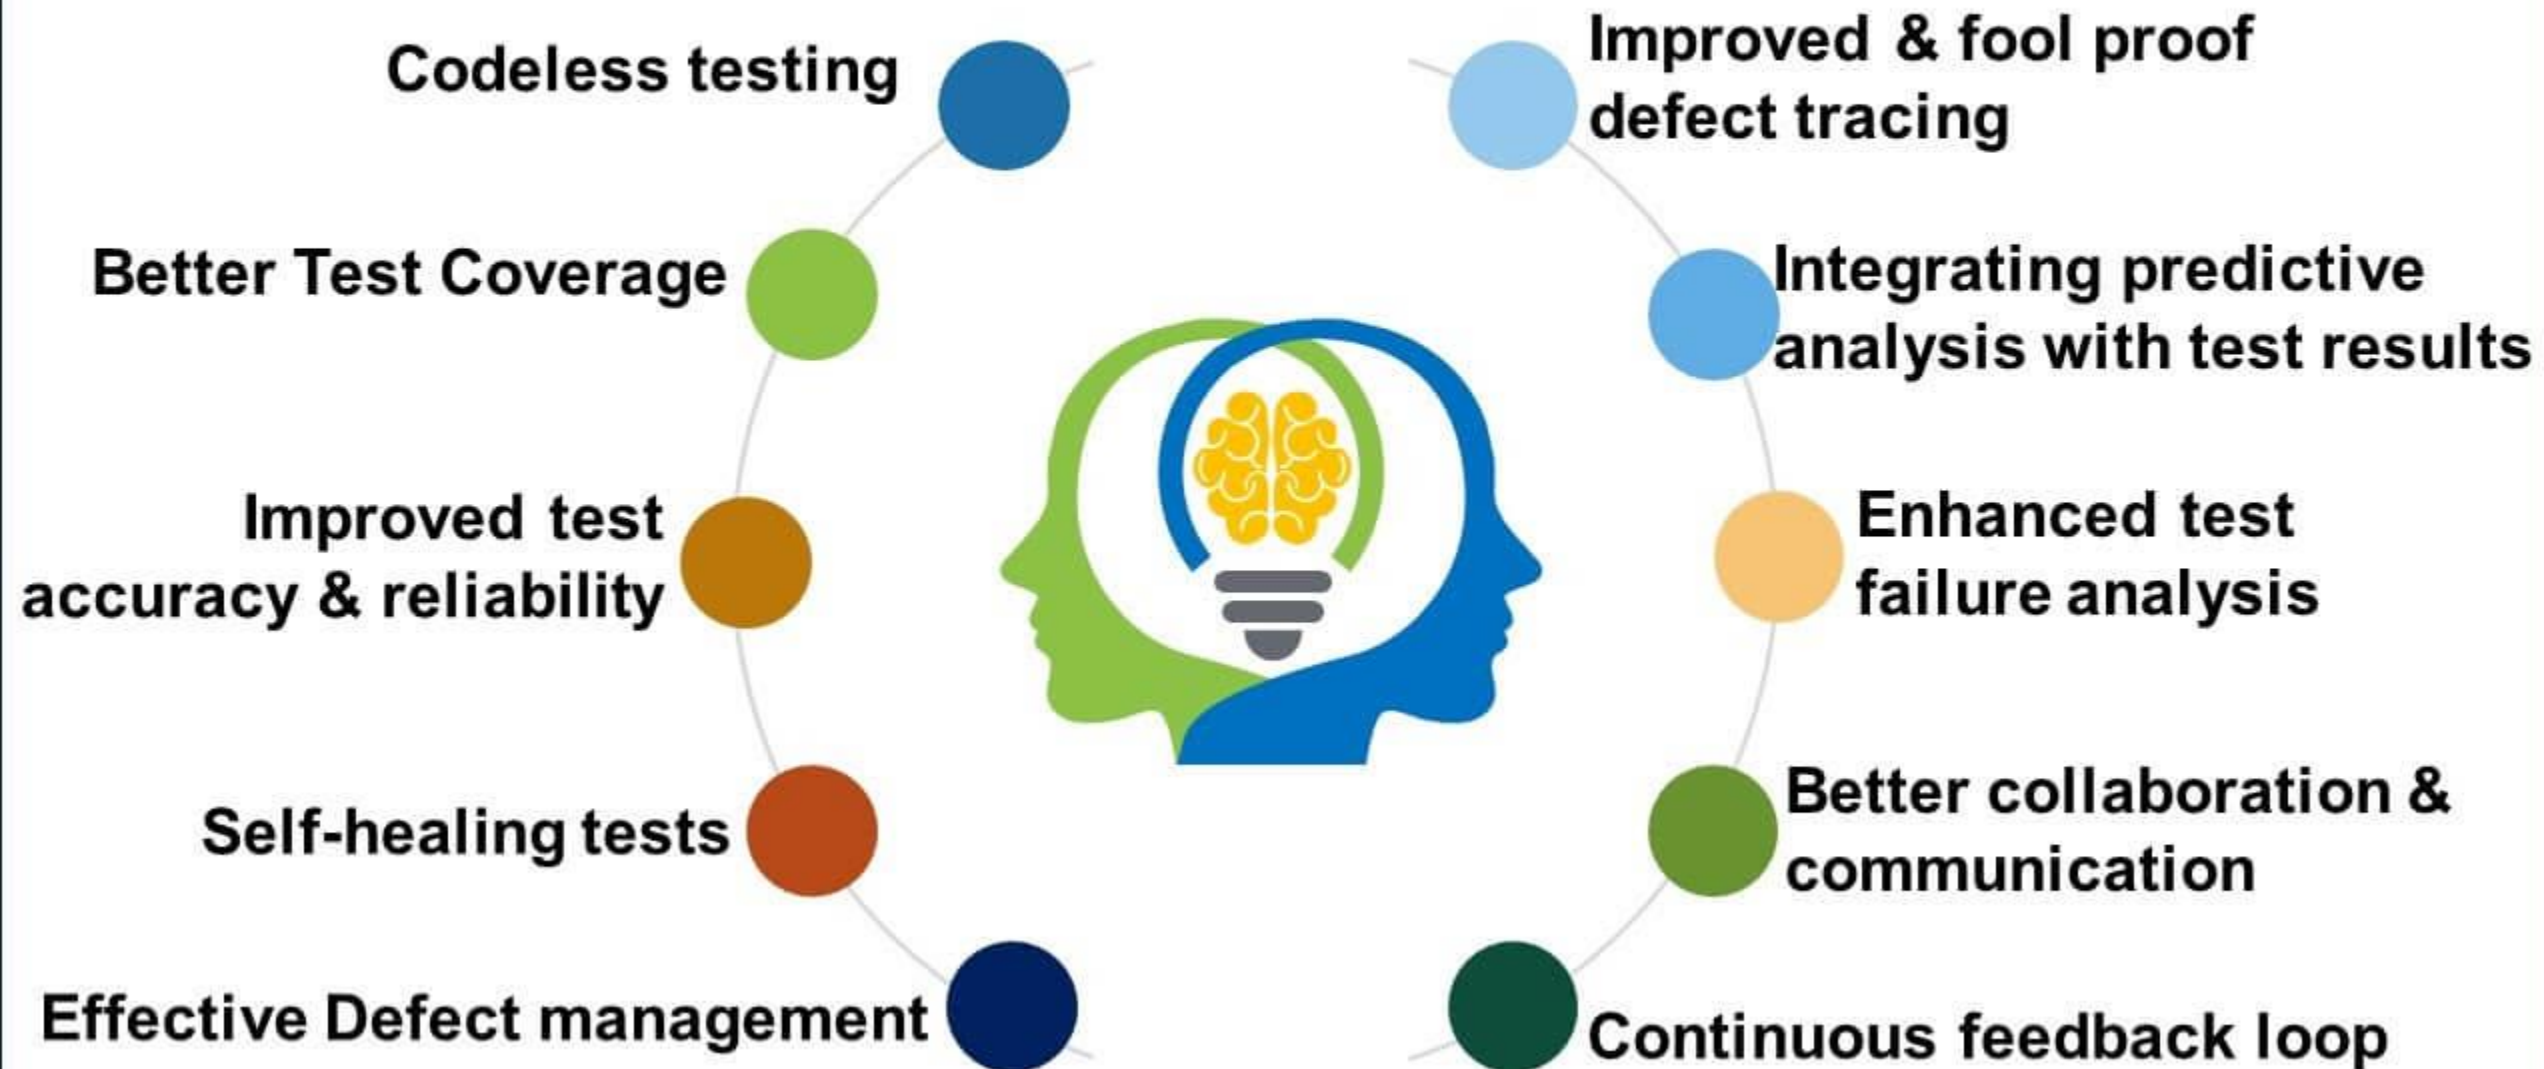 Codeless testing
Better Test Coverage
Improved test
accuracy & reliability
Self-healing tests
Effective Defect management
Improved & fool proof
defect tracing
Integrating predictive
analysis with test results
Enhanced test
failure analysis
Better collaboration &
communication
Continuous feedback loop